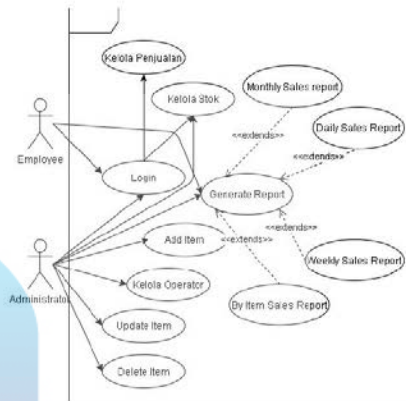 Kelola Penjualan
Kelola Stok
Monthly Sales report
<<extends>>
Daily Sales Report
<<extends>>
Employee
Login
Generate Report
Add Item
<<extends>>
<<extends>>
Weekly Sales Report
Administrator
Kelola Operator
By Item Sales Report
Update Item
Delete Item